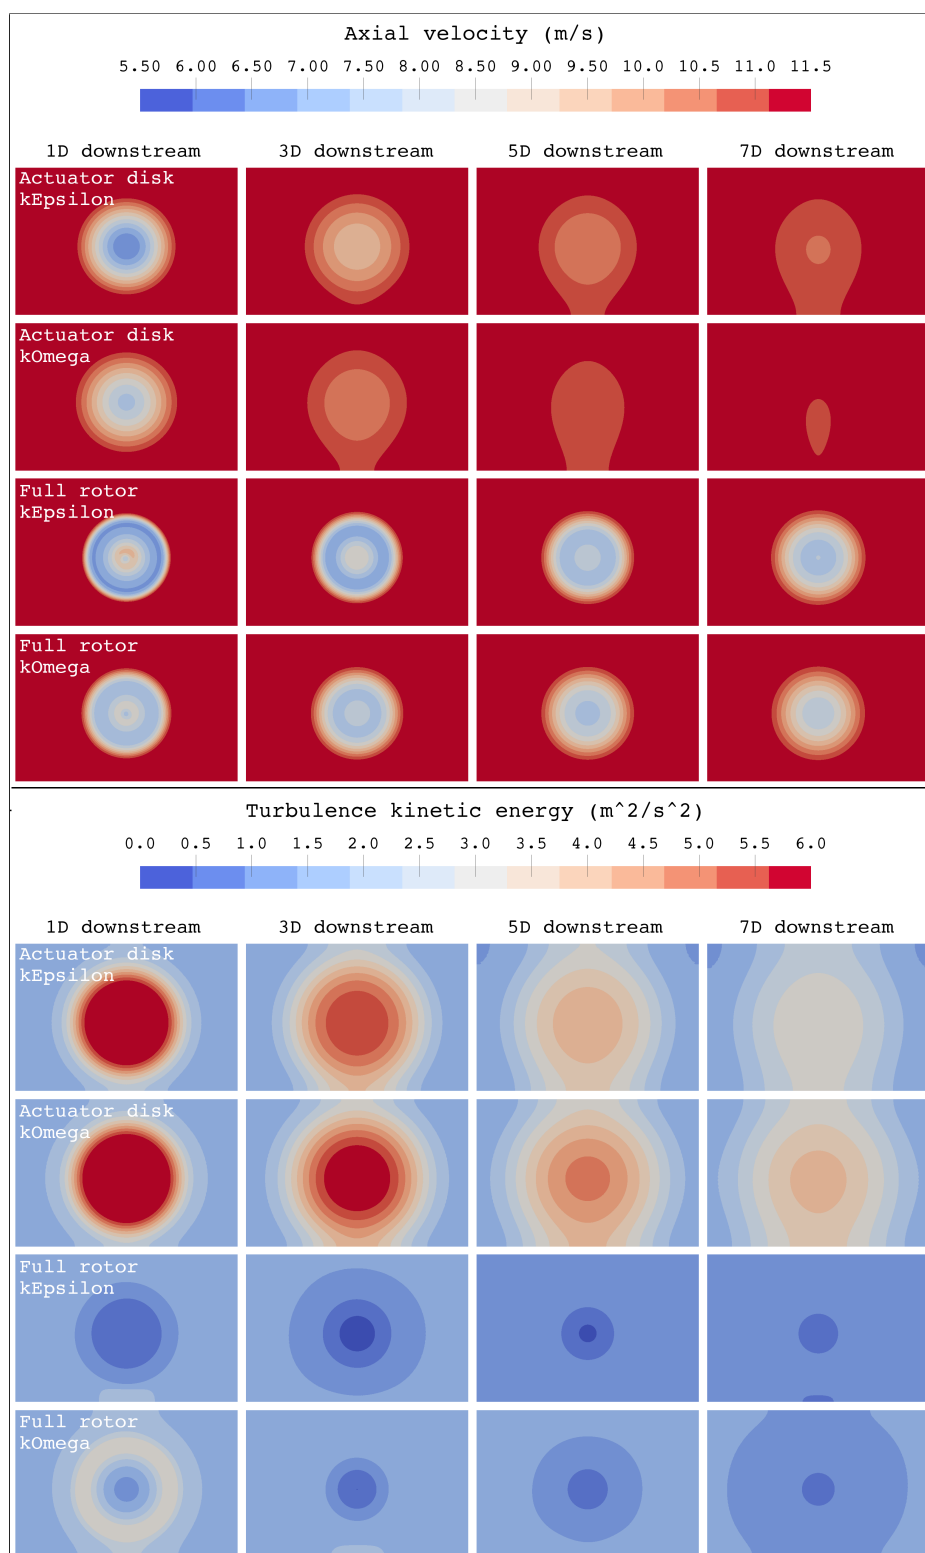 Axial velocity (m/s)
5.50 6.00 6.50 7.00 7.50 8.00 8.50 9.00 9.50 10.0 10.5 11.0 11.5
1D downstream 3D downstream 5D downstream 7D downstream
Actuator disk
kEpsilon
Actuator disk
kOmega
Full rotor
kEpsilon
Full rotor
kOmega
Turbulence kinetic energy (m^2/s^2)
0.0 0.5 1.0 1.5 2.0 2.5 3.0 3.5 4.0 4.5 5.0 5.5 6.0
1D downstream 3D downstream 5D downstream 7D downstream
Actuator disk
kEpsilon
Actuator disk
kOmega
Full rotor
kEpsilon
Full rotor
kOmega